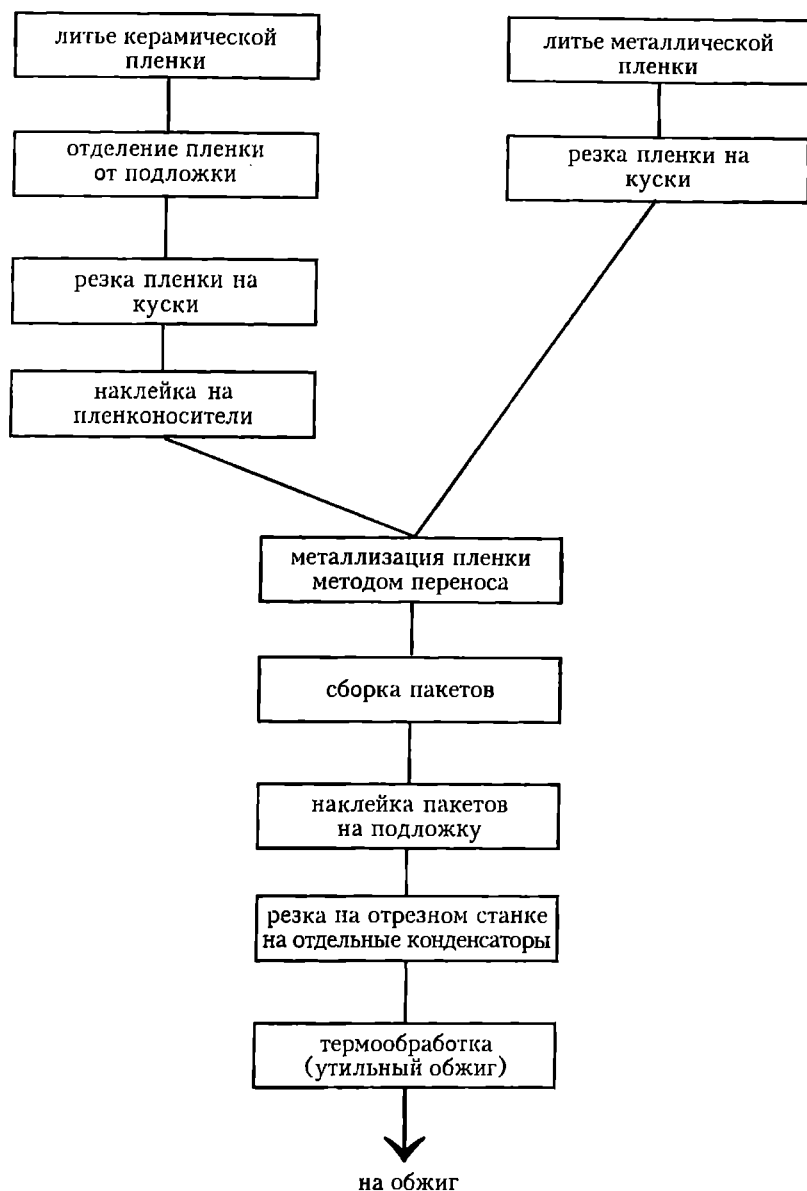 литье керамической
пленки
литье металлической
пленки
отделение пленки
от подложки
резка пленки на
куски
резка пленки на
куски
наклейка на
пленконосители
металлизация пленки
методом переноса
сборка пакетов
наклейка пакетов
на подложку
резка на отрезном станке
на отдельные конденсаторы
термообработка
(утильный обжиг)
на обжиг